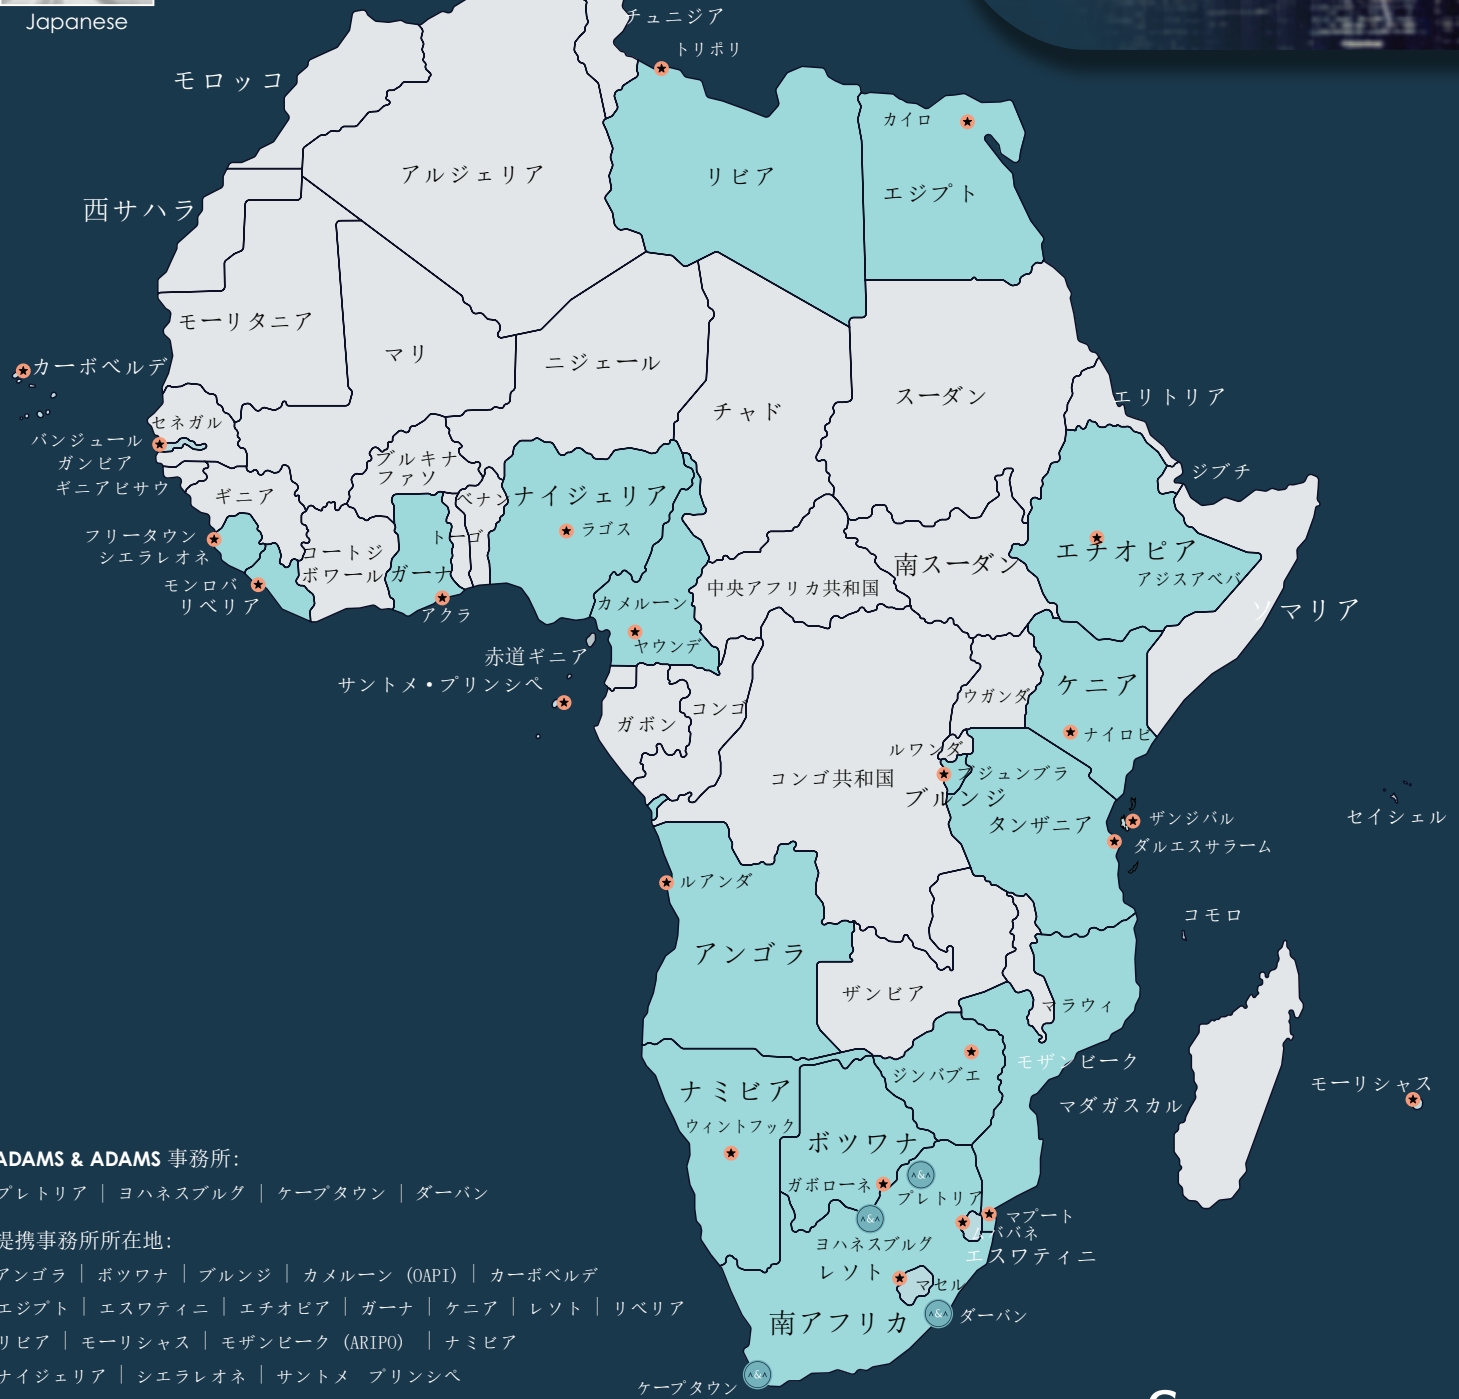 Japanese
チュニジア
トリポリ
モロッコ
カイロ
アルジェリア
リビア
エジプト
西サハラ
モーリタニア
マリ
ニジェール
カーボベルデ
チャド
スーダン
エリトリア
セネガル
バンジュール
ガンビア
ギニアビサウ
ブルキナ
ファソ
ベナン
ナイジェリア
ジブチ
ギニア
ラゴス
フリータウン
シエラレオネ
トーゴ
コートジ
ボワール
ガーナ
南スーダン
エチオピア
アジスアベバ
モンロバ
リベリア
アクラ
カメルーン
中央アフリカ共和国
ソマリア
ヤウンデ
赤道ギニア
サントメ・プリンシペ
ガボン
コンゴ
ウガンダ
ケニア
ナイロビ
ルワンダ
コンゴ共和国
ブジュンブラ
ブルンジ
タンザニア
ザンジバル
ダルエスサラーム
セイシェル
ルアンダ
コモロ
アンゴラ
ザンビア
マラウィ
モザンビーク
ジンバブエ
モーリシャス
マダガスカル
ナミビア
ウィントフック
ボツワナ
ガボローネ
プレトリア
マプート
ムババネ
ヨハネスブルグ
エスワティニ
レソト
マセル
南アフリカ
ダーバン
ケープタウン
ADAMS & ADAMS 事務所:
プレトリア | ヨハネスブルグ | ケープタウン | ダーバン
提携事務所所在地:
アンゴラ | ボツワナ | ブルンジ | カメルーン (OAPI) | カーボベルデ
エジプト | エスワティニ | エチオピア | ガーナ | ケニア | レソト | リベリア
リビア | モーリシャス | モザンビーク (ARIPO) | ナミビア
ナイジェリア | シエラレオネ | サントメ プリンシペ